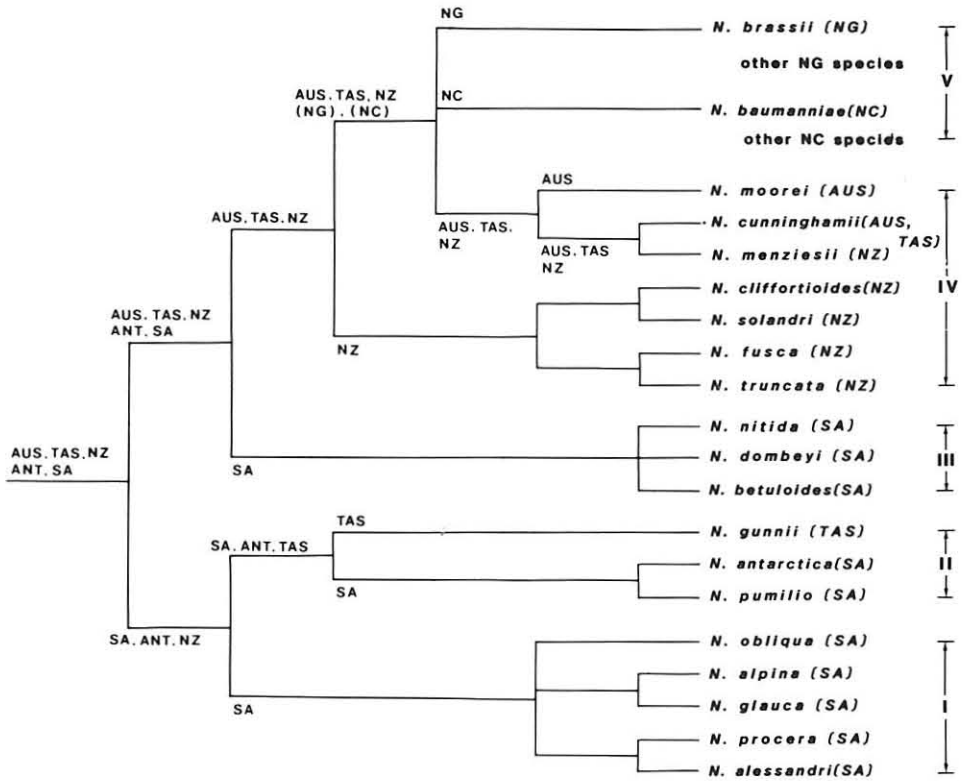 NG
N. brassii (NG)
other NG species
V
AUS. TAS, NZ
(NG). (NC)
NC
N. baumanniae(NC)
other NC species
AUS
N. moorei (AUS)
AUS. TAS. NZ
AUS. TAS.
NZ
N. cunninghamii(AUS,
TAS)
AUS. TAS
NZ
N. menziesii (NZ)
IV
N. cliffortioides(NZ)
AUS. TAS. NZ
ANT. SA
N. solandri (NZ)
NZ
N. fusca (NZ)
N. truncata (NZ)
N. nitida (SA)
AUS. TAS. NZ
ANT. SA
SA
N. dombeyi (SA)
III
N. betuloides(SA)
TAS
N. gunnii (TAS)
SA. ANT. TAS
N. antarctica(SA)
II
SA
N. pumilio (SA)
SA. ANT. NZ
N. obliqua (SA)
N. alpina (SA)
SA
N. glauca (SA)
I
N. procera (SA)
N. alessandri(SA)